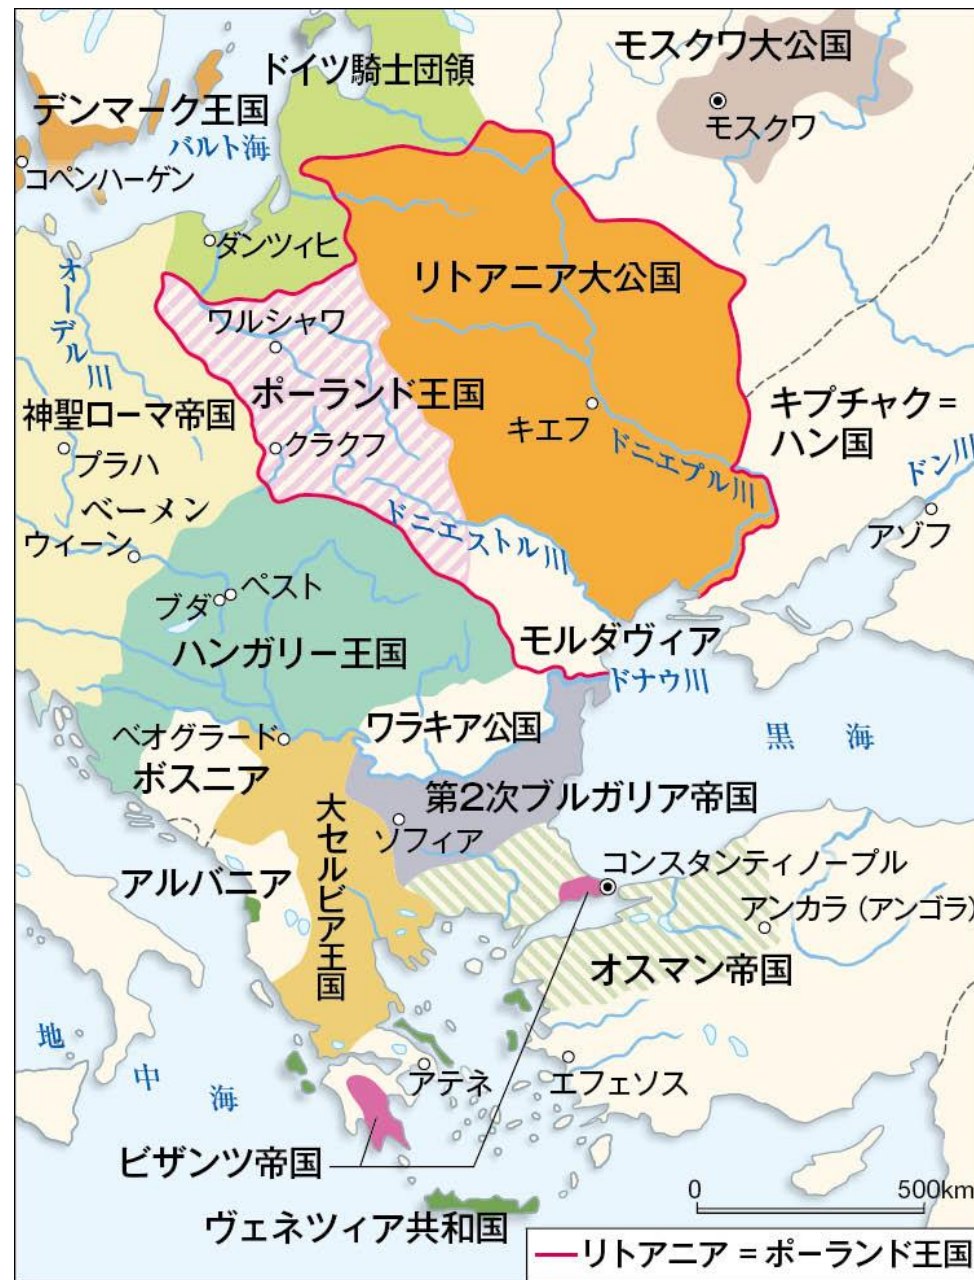 モスクワ大公国
ドイツ騎士団領
デンマーク王国
モスクワ
バルト海
コペンハーゲン
ダンツィヒ
オーデル川
リトアニア大公国
ワルシャワ
ポーランド王国
神聖ローマ帝国
キエフ
キプチャク=
ハン国
クラクフ
プラハ
ドニエプル川
ドン川
ベーメン
ドニエストル川
アゾフ
ウィーン
ペスト
ブダ
モルダヴィア
ハンガリー王国
ドナウ川
ワラキア公国
黒海
ベオグラード
ボスニア
第2次ブルガリア帝国
大セルビア王国
ソフィア
コンスタンティノープル
アルバニア
アンカラ(アンゴラ)
オスマン帝国
地中海
アテネ
エフェソス
ビザンツ帝国
0 500km
ヴェネツィア共和国
リトアニア=ポーランド王国